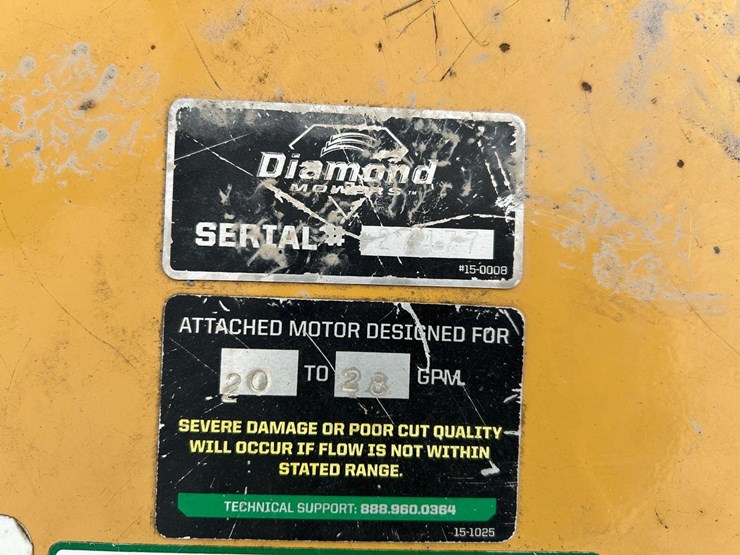 Diamond
MOWERS™
SERIAL#
#15-0008
ATTACHED MOTOR DESIGNED FOR
20 TO 28 GPM.
SEVERE DAMAGE OR POOR CUT QUALITY
WILL OCCUR IF FLOW IS NOT WITHIN
STATED RANGE.
TECHNICAL SUPPORT: 888.960.0364
15-1025